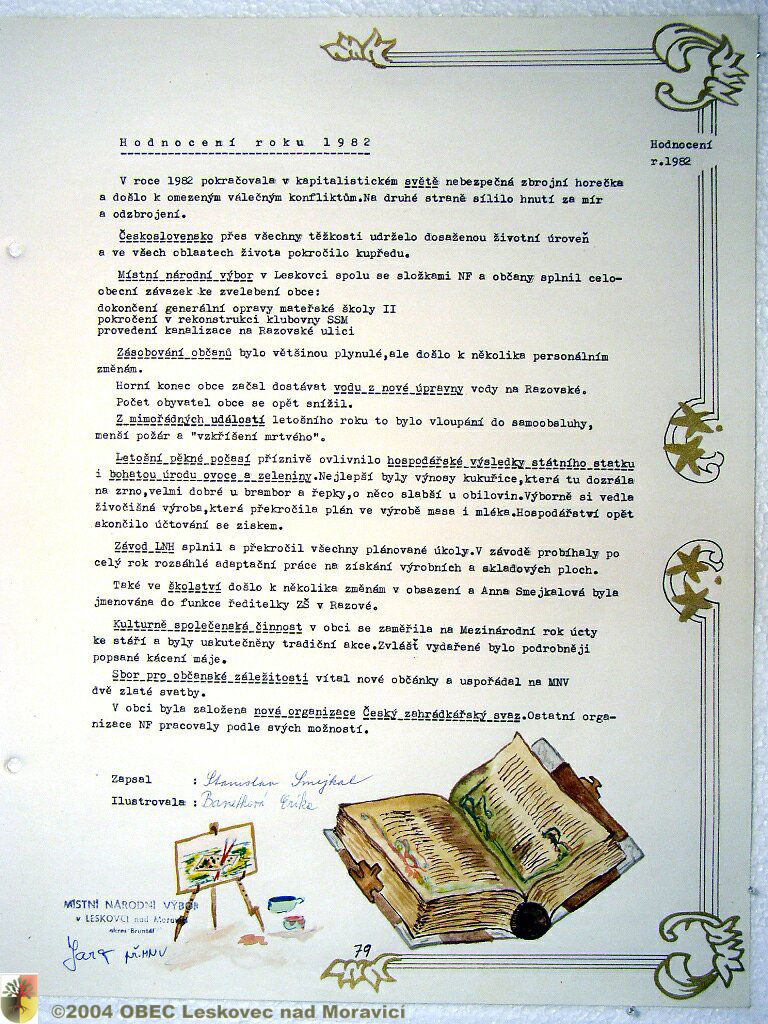 Hodnocení roku 1982
Hodnocení
r.1982
V roce 1982 pokračovala v kapitalistickém světě nebezpečná zbrojní horečka
a došlo k omezeným válečným konfliktům.Na druhé straně sílilo hnutí za mír
a odzbrojení.
Československo přes všechny těžkosti udrželo dosaženou životní úroveň
a ve všech oblastech života pokročilo kupředu.
Místní národní výbor v Leskovci spolu se složkami NF a občany splnil celo-
obecní závazek ke zvelebení obce:
dokončení generální opravy mateřské školy II
pokročení v rekonstrukci klubovny SSM
provedení kanalizace na Razovské ulici
Zásobování občanů bylo většinou plynulé,ale došlo k několika personálním
změnám.
Horní konec obce začal dostávat vodu z nové úpravny vody na Razovské.
Počet obyvatel obce se opět snížil.
Z mimořádných událostí letošního roku to bylo vloupání do samoobsluhy,
menší požár a "vzkříšení mrtvého".
Letošní pěkné počasí příznivě ovlivnilo hospodářské výsledky státního statku
i bohatou úrodu ovoce a zeleniny.Nejlepší byly výnosy kukuřice,která tu dozrála
na zrno,velmi dobré u brambor a řepky,o něco slabší u obilovin.Výborně si vedla
živočišná výroba,která překročila plán ve výrobě masa i mléka.Hospodářství opět
skončilo účtování se ziskem.
Závod LNH splnil a překročil všechny plánované úkoly.V závodě probíhaly po
celý rok rozsáhlé adaptační práce na získání výrobních a skladových ploch.
Také ve školství došlo k několika změnám v obsazení a Anna Smejkalová byla
jmenována do funkce ředitelky ZŠ v Razové.
Kulturně společenská činnost v obci se zaměřila na Mezinárodní rok úcty
ke stáří a byly uskutečněny tradiční akce.Zvlášť vydařené bylo podrobněji
popsané kácení máje.
Sbor pro občanské záležitosti vítal nové občánky a uspořádal na MNV
dvě zlaté svatby.
V obci byla založena nová organizace Český zahrádkářský svaz.Ostatní orga-
nizace NF pracovaly podle svých možností.
Zapsal : Stanislav Smejkal
Ilustrovala : Erika
MÍSTNÍ NÁRODNÍ VÝBOR
v LESKOVCI nad Moravicí
okres Bruntál
př.MNV
79
©2004 OBEC Leskovec nad Moravicí